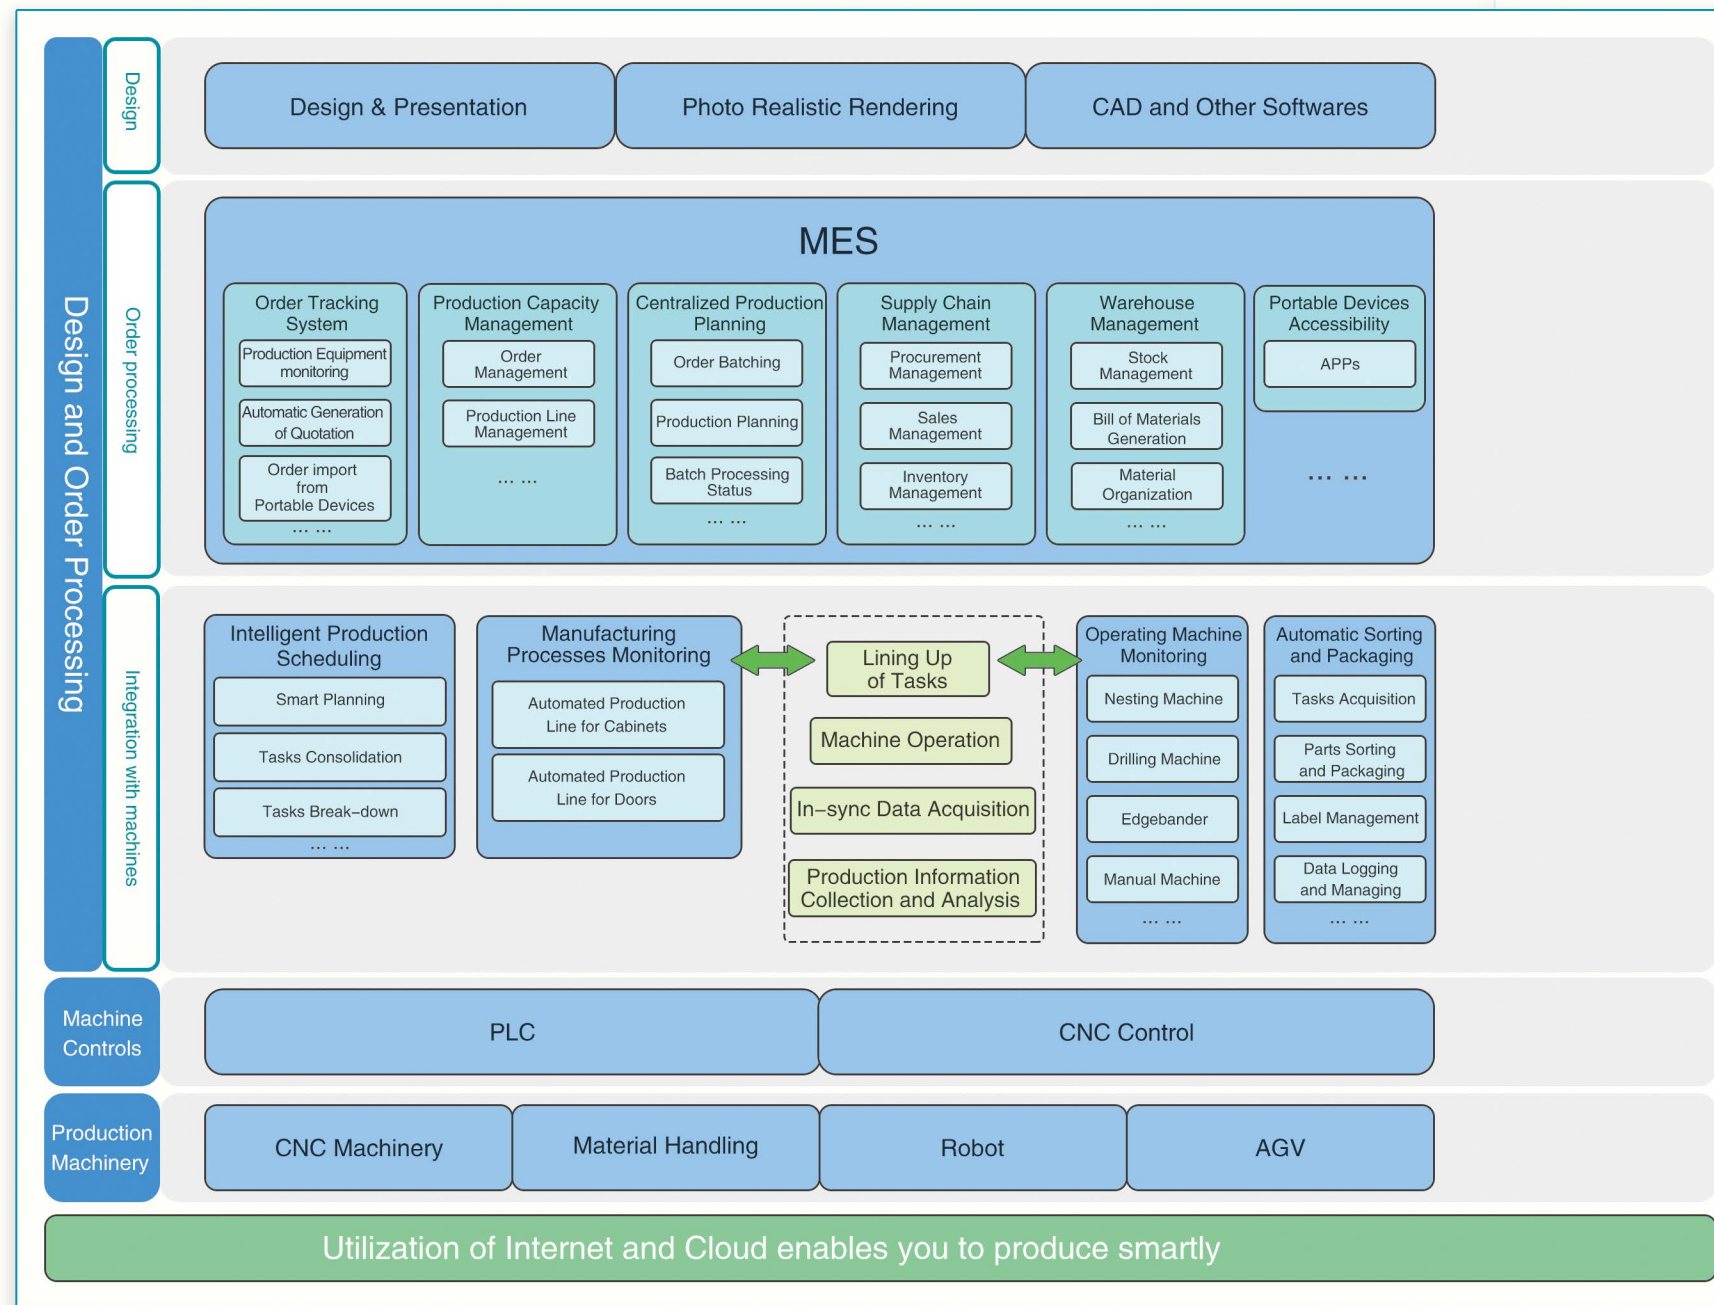 Design and Order Processing
Design
Design & Presentation
Photo Realistic Rendering
CAD and Other Softwares
Order processing
MES
Order Tracking
System
Production Equipment
monitoring
Automatic Generation
of Quotation
Order import
from
Portable Devices
... ...
Production Capacity
Management
Order
Management
Production Line
Management
... ...
Centralized Production
Planning
Order Batching
Production Planning
Batch Processing
Status
... ...
Supply Chain
Management
Procurement
Management
Sales
Management
Inventory
Management
... ...
Warehouse
Management
Stock
Management
Bill of Materials
Generation
Material
Organization
... ...
Portable Devices
Accessibility
APPs
... ...
Integration with machines
Intelligent Production
Scheduling
Smart Planning
Tasks Consolidation
Tasks Break-down
... ...
Manufacturing
Processes Monitoring
Automated Production
Line for Cabinets
Automated Production
Line for Doors
Lining Up
of Tasks
Machine Operation
In-sync Data Acquisition
Production Information
Collection and Analysis
Operating Machine
Monitoring
Nesting Machine
Drilling Machine
Edgebander
Manual Machine
... ...
Automatic Sorting
and Packaging
Tasks Acquisition
Parts Sorting
and Packaging
Label Management
Data Logging
and Managing
... ...
Machine
Controls
PLC
CNC Control
Production
Machinery
CNC Machinery
Material Handling
Robot
AGV
Utilization of Internet and Cloud enables you to produce smartly